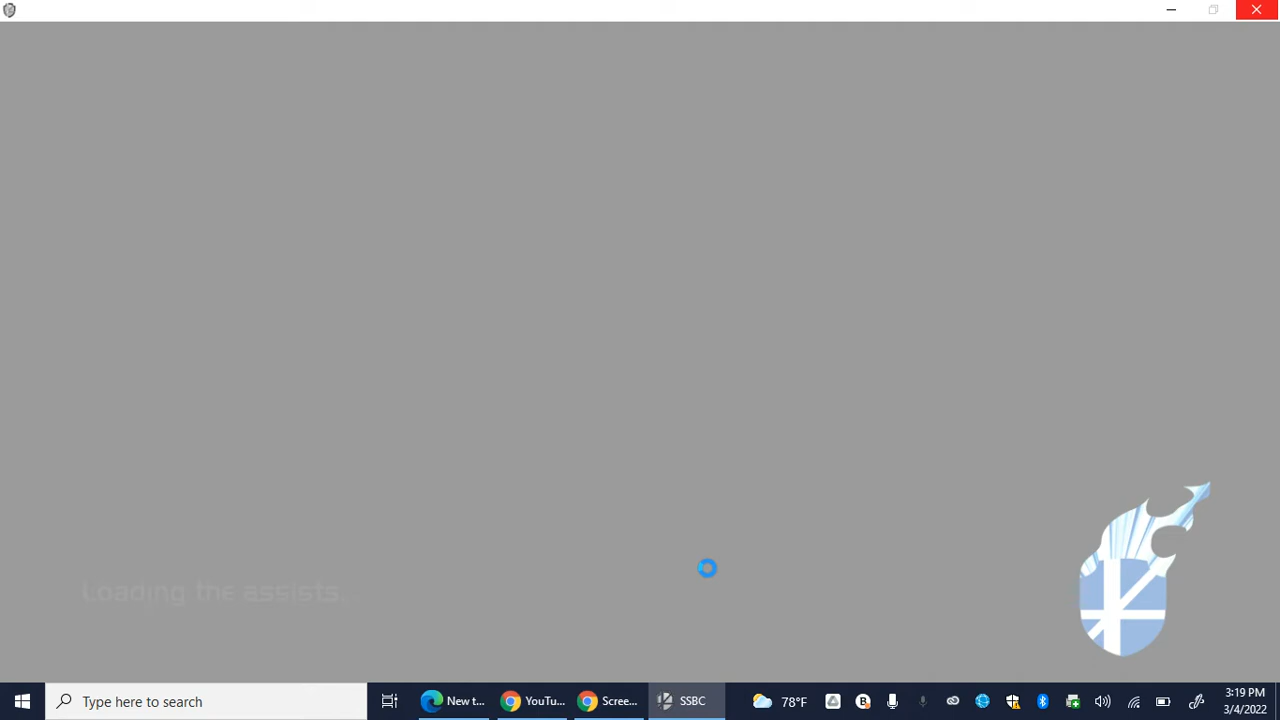 Loading the assists.
Type here to search
New t...
YouTu...
Scree...
SSBC
78°F
3:19 PM
3/4/2022